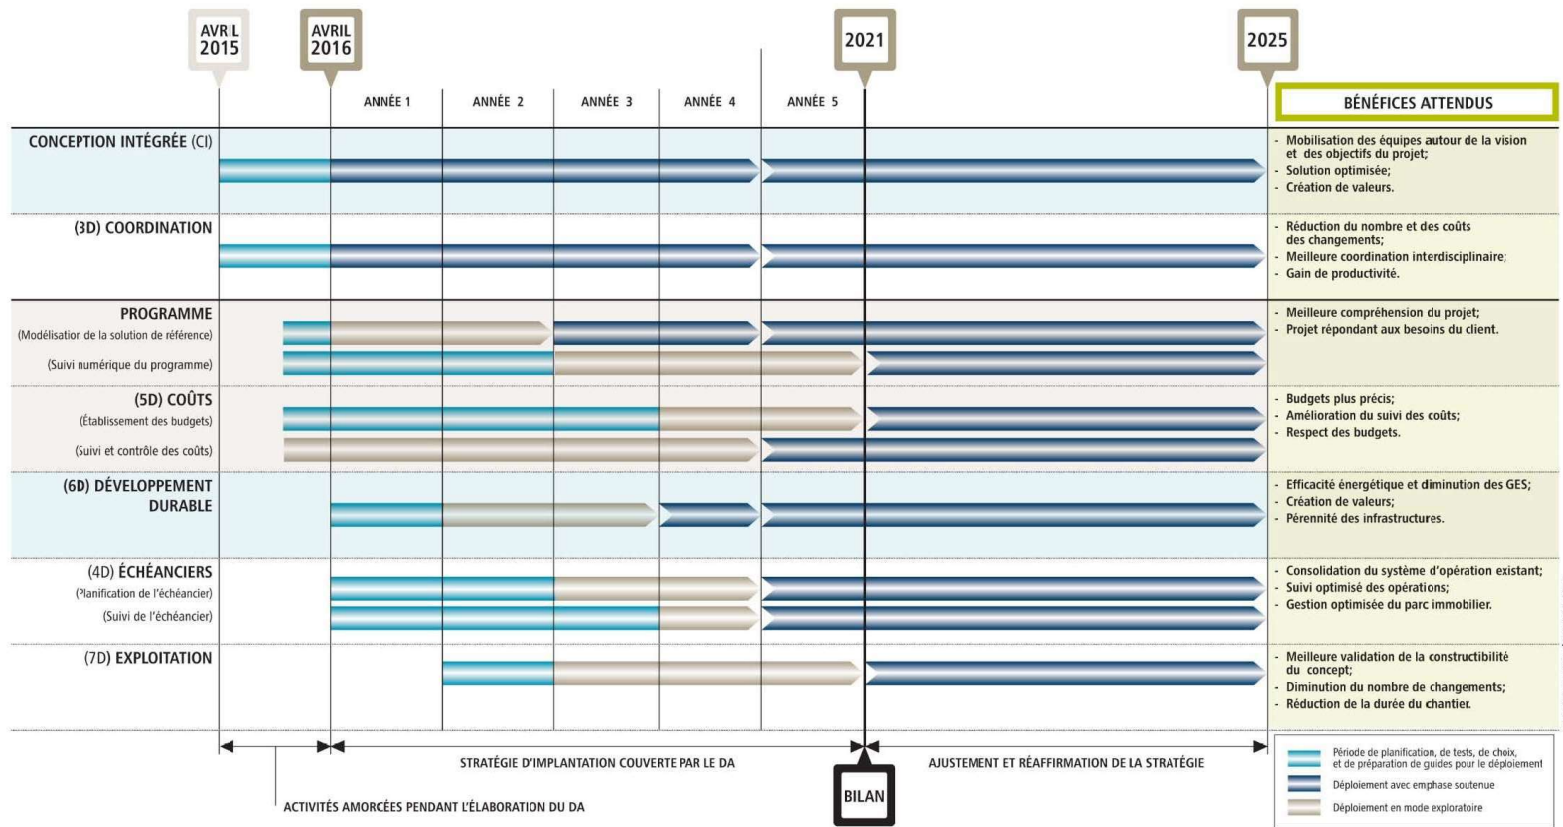 AVRIL
2015
AVRIL
2016
2021
2025
ANNÉE 1
ANNÉE 2
ANNÉE 3
ANNÉE 4
ANNÉE 5
BÉNÉFICES ATTENDUS
CONCEPTION INTÉGRÉE (CI)
- Mobilisation des équipes autour de la vision
et des objectifs du projet;
- Solution optimisée;
- Création de valeurs.
(3D) COORDINATION
- Réduction du nombre et des coûts
des changements;
- Meilleure coordination interdisciplinaire;
- Gain de productivité.
PROGRAMME
(Modélisation de la solution de référence)
(Suivi numérique du programme)
- Meilleure compréhension du projet;
- Projet répondant aux besoins du client.
(5D) COÛTS
(Établissement des budgets)
(Suivi et contrôle des coûts)
- Budgets plus précis;
- Amélioration du suivi des coûts;
- Respect des budgets.
(6D) DÉVELOPPEMENT
DURABLE
- Efficacité énergétique et diminution des GES;
- Création de valeurs;
- Pérennité des infrastructures.
(4D) ÉCHÉANCIERS
(Planification de l'échéancier)
(Suivi de l'échéancier)
- Consolidation du système d'opération existant;
- Suivi optimisé des opérations;
- Gestion optimisée du parc immobilier.
(7D) EXPLOITATION
- Meilleure validation de la constructibilité
du concept;
- Diminution du nombre de changements;
- Réduction de la durée du chantier.
STRATÉGIE D'IMPLANTATION COUVERTE PAR LE DA
AJUSTEMENT ET RÉAFFIRMATION DE LA STRATÉGIE
ACTIVITÉS AMORCÉES PENDANT L'ÉLABORATION DU DA
BILAN
Période de planification, de tests, de choix,
et de préparation de guides pour le déploiement
Déploiement avec emphase soutenue
Déploiement en mode exploratoire